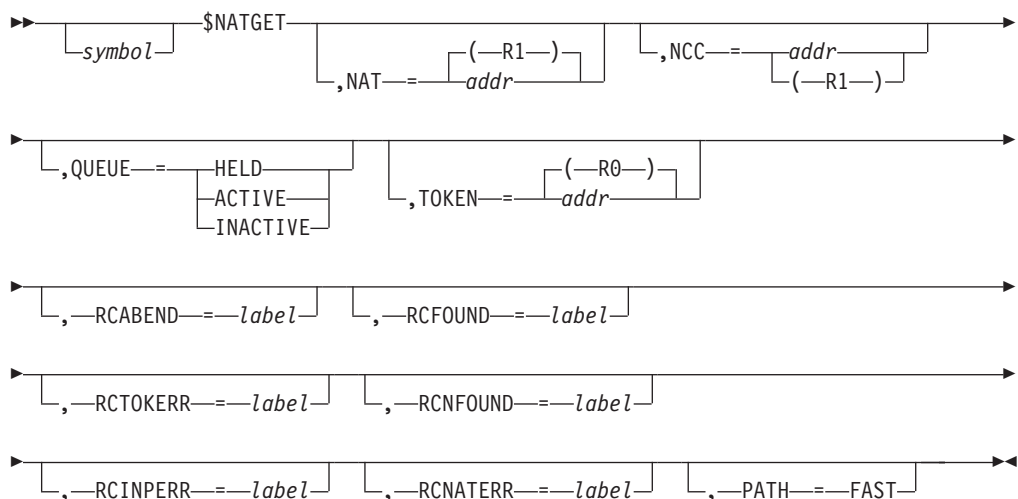 symbol $NATGET ,NAT = (R1) addr ,NCC = addr (R1)
,QUEUE = HELD ACTIVE INACTIVE ,TOKEN = (R0) addr
, RCABEND = label , RCFOUND = label
, RCTOKERR = label , RCNFOUND = label
, RCINPERR = label , RCNATERR = label , PATH = FAST